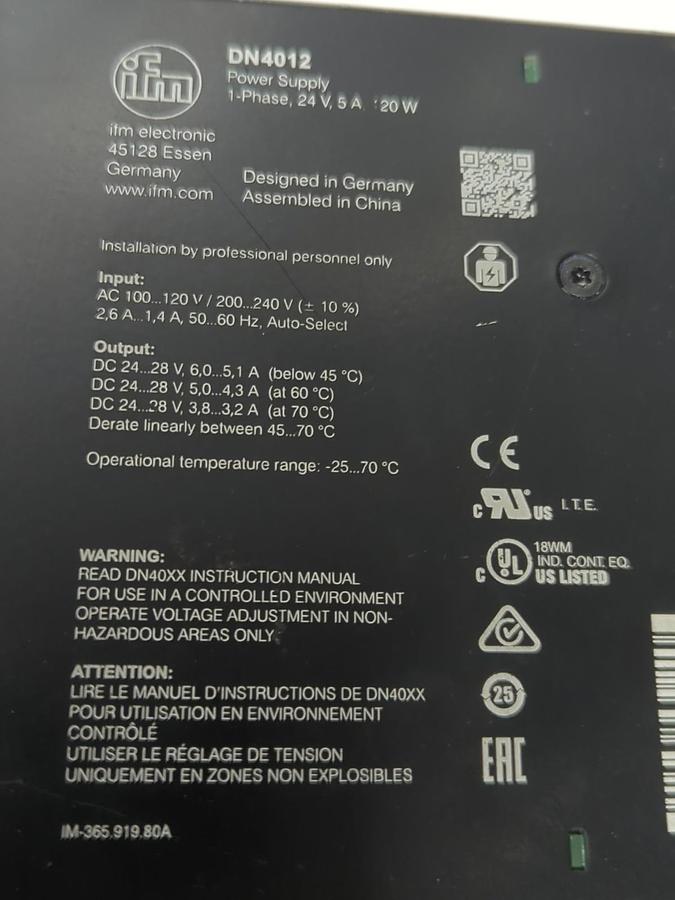 ifm
DN4012
Power Supply
1-Phase, 24 V, 5 A 120 W
ifm electronic
45128 Essen
Germany
www.ifm.com
Designed in Germany
Assembled in China
Installation by professional personnel only
Input:
AC 100...120 V / 200...240 V (± 10 %)
2,6 A...1,4 A, 50...60 Hz, Auto-Select
Output:
DC 24...28 V, 6,0...5,1 A (below 45 °C)
DC 24...28 V, 5,0...4,3 A (at 60 °C)
DC 24...28 V, 3,8...3,2 A (at 70 °C)
Derate linearly between 45...70 °C
Operational temperature range: -25...70 °C
CE
c RU US I.T.E.
c UL 18WM
IND. CONT. EQ.
US LISTED
25
EAC
WARNING:
READ DN40XX INSTRUCTION MANUAL
FOR USE IN A CONTROLLED ENVIRONMENT
OPERATE VOLTAGE ADJUSTMENT IN NON-
HAZARDOUS AREAS ONLY
ATTENTION:
LIRE LE MANUEL D'INSTRUCTIONS DE DN40XX
POUR UTILISATION EN ENVIRONNEMENT
CONTRÔLÉ
UTILISER LE RÉGLAGE DE TENSION
UNIQUEMENT EN ZONES NON EXPLOSIBLES
IM-365.919.80A